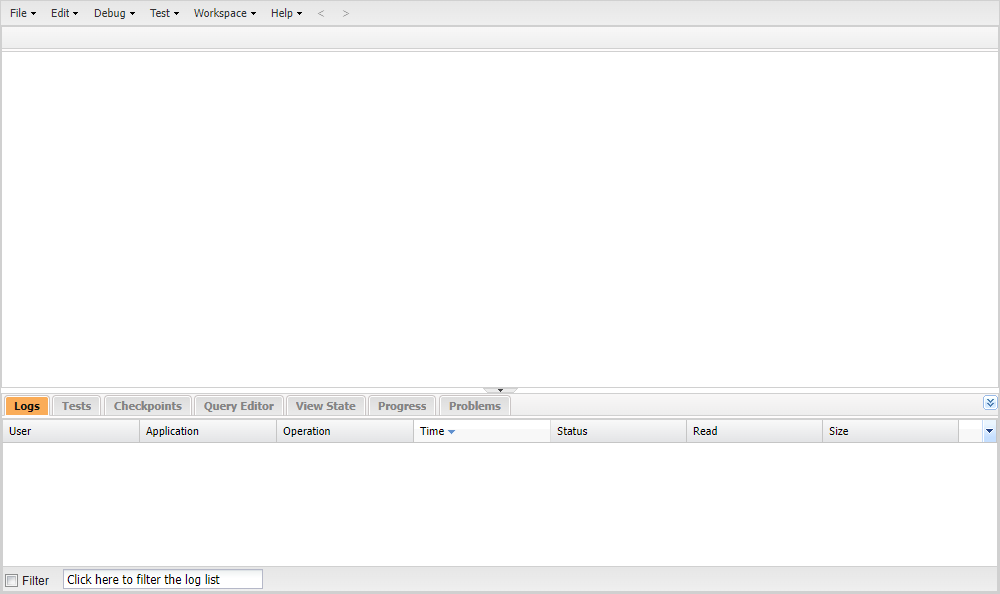 File Edit Debug Test Workspace Help < >
Logs Tests Checkpoints Query Editor View State Progress Problems
User Application Operation Time Status Read Size
Filter Click here to filter the log list